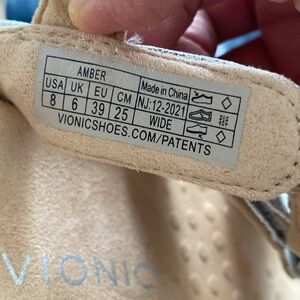 AMBER
USA UK EU CM Made in China
8 6 39 25 NJ:12-2021
WIDE
VIONICSHOES.COM/PATENTS
VIONIC